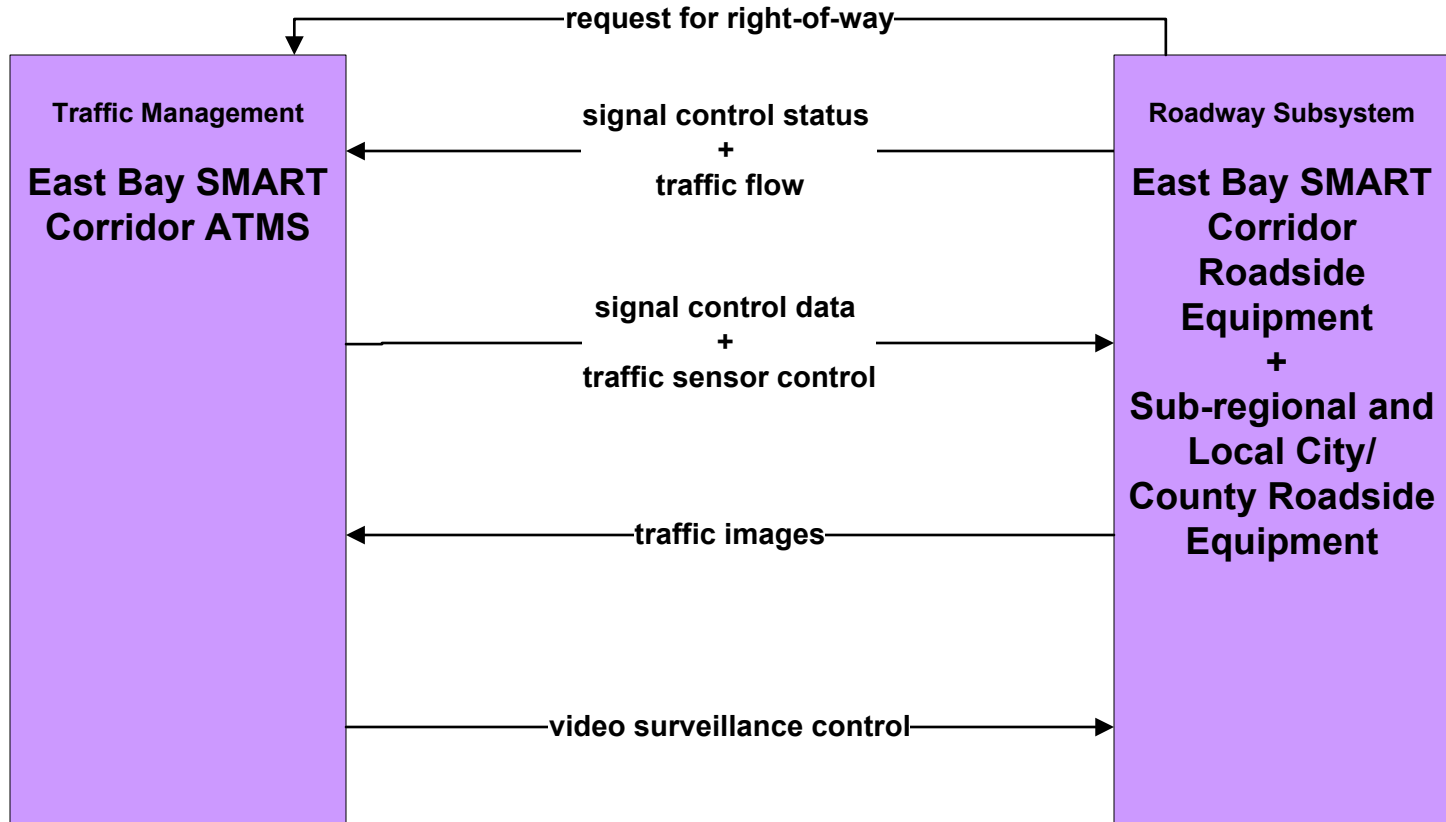 request for right-of-way
Traffic Management
East Bay SMART
Corridor ATMS
signal control status
+
traffic flow
signal control data
+
traffic sensor control
traffic images
video surveillance control
Roadway Subsystem
East Bay SMART
Corridor
Roadside
Equipment
+
Sub-regional and
Local City/
County Roadside
Equipment